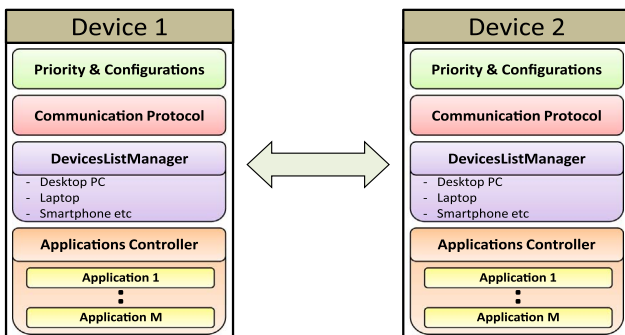 Device 1
Priority & Configurations
Communication Protocol
DevicesListManager
- Desktop PC
- Laptop
- Smartphone etc
Applications Controller
Application 1
Application M
Device 2
Priority & Configurations
Communication Protocol
DevicesListManager
- Desktop PC
- Laptop
- Smartphone etc
Applications Controller
Application 1
Application M